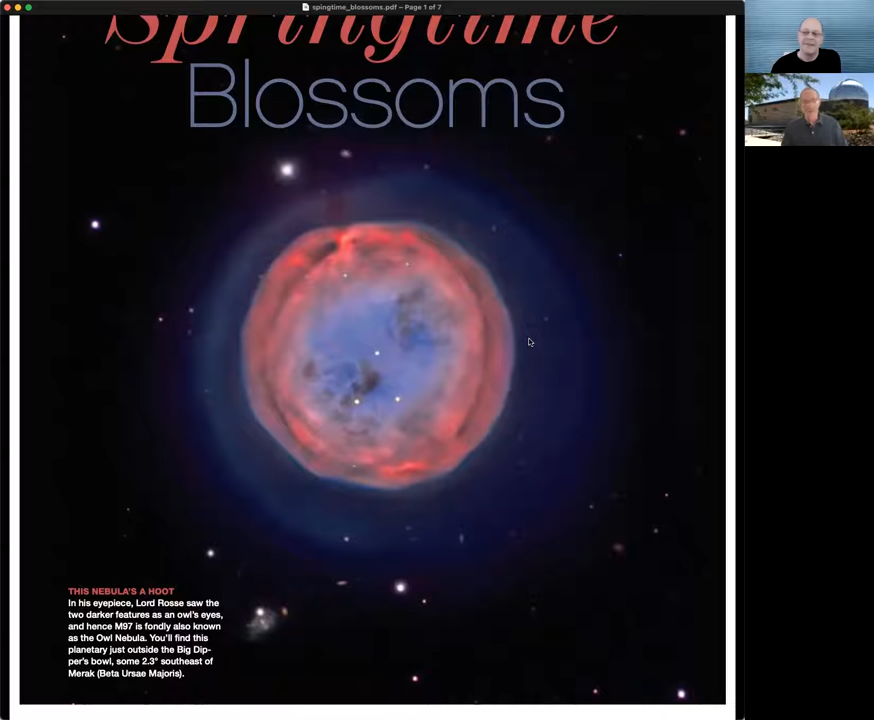 spingtime_blossoms.pdf – Page 1 of 7
Springtime
Blossoms
THIS NEBULA'S A HOOT
In his eyepiece, Lord Rosse saw the
two darker features as an owl's eyes,
and hence M97 is fondly also known
as the Owl Nebula. You'll find this
planetary just outside the Big Dip-
per's bowl, some 2.3° southeast of
Merak (Beta Ursae Majoris).